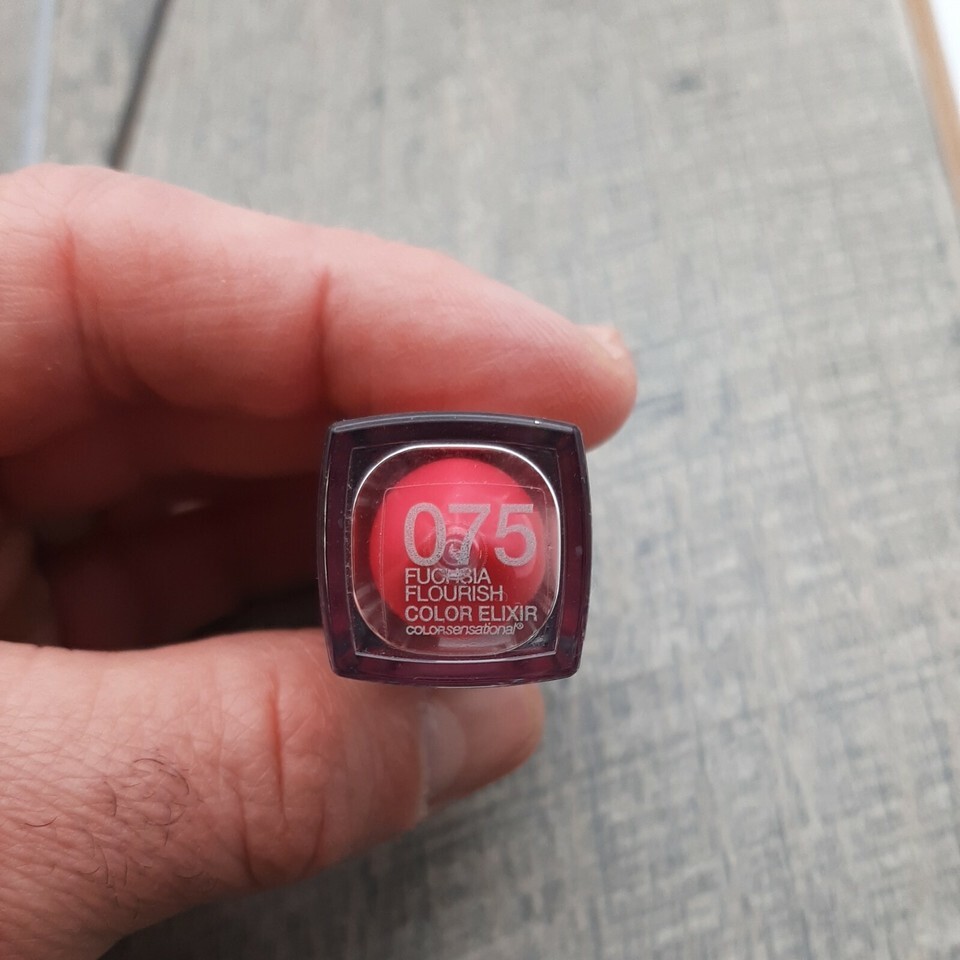 075
FUCHSIA
FLOURISH
COLOR ELIXIR
COLORsensational®